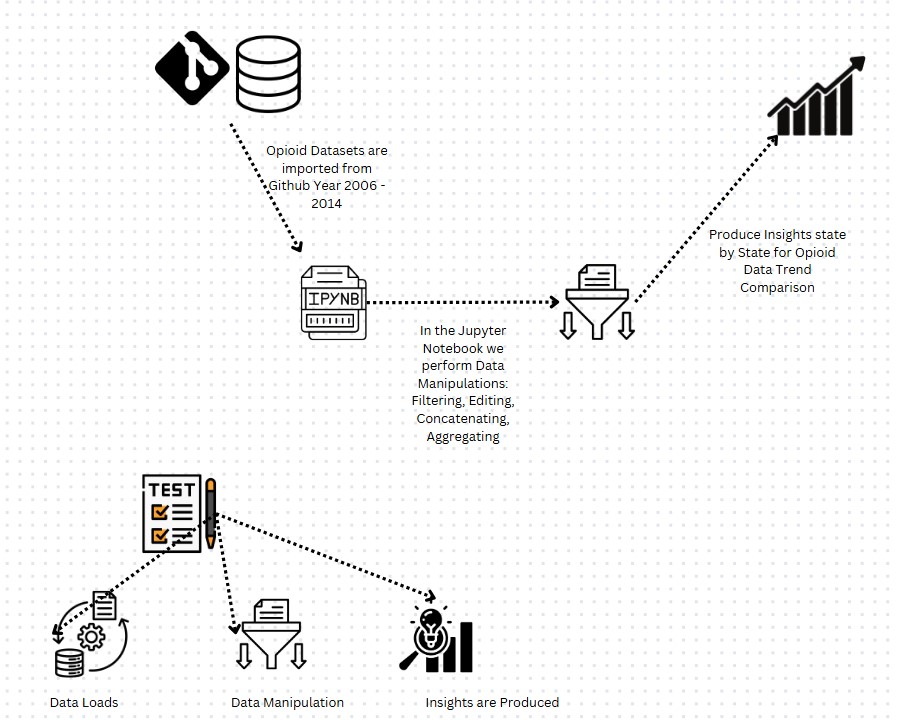 Opioid Datasets are
imported from
Github Year 2006 -
2014
Produce Insights state
by State for Opioid
Data Trend
Comparison
IPYNB
In the Jupyter
Notebook we
perform Data
Manipulations:
Filtering, Editing,
Concatenating,
Aggregating
TEST
Data Loads
Data Manipulation
Insights are Produced